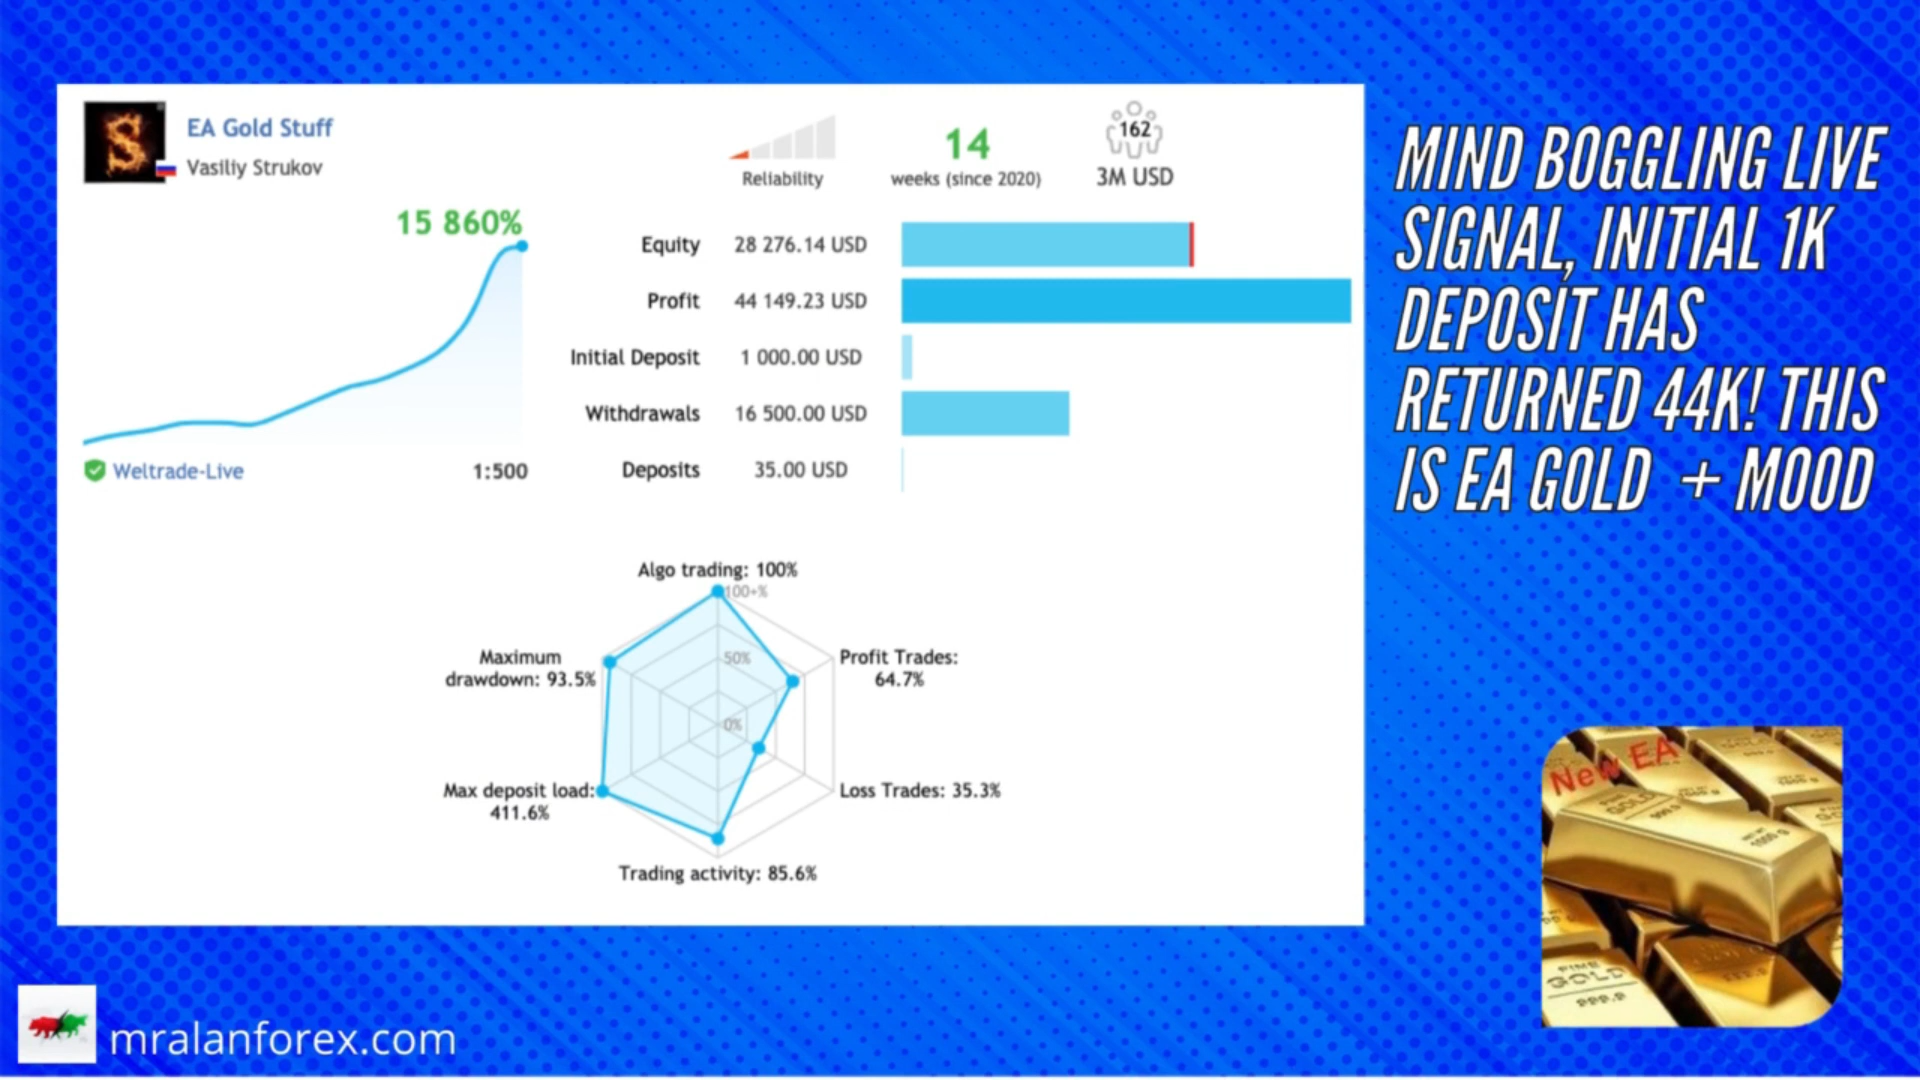 EA Gold Stuff
Vasiliy Strukov
Reliability
14
weeks (since 2020)
162
3M USD
15 860%
Weltrade-Live
1:500
Equity 28 276.14 USD
Profit 44 149.23 USD
Initial Deposit 1 000.00 USD
Withdrawals 16 500.00 USD
Deposits 35.00 USD
Algo trading: 100%
100+%
50%
0%
Maximum
drawdown: 93.5%
Profit Trades:
64.7%
Max deposit load:
411.6%
Loss Trades: 35.3%
Trading activity: 85.6%
MIND BOGGLING LIVE
SIGNAL, INITIAL 1K
DEPOSIT HAS
RETURNED 44K! THIS
IS EA GOLD + MOOD
New EA
GOLD
mralanforex.com